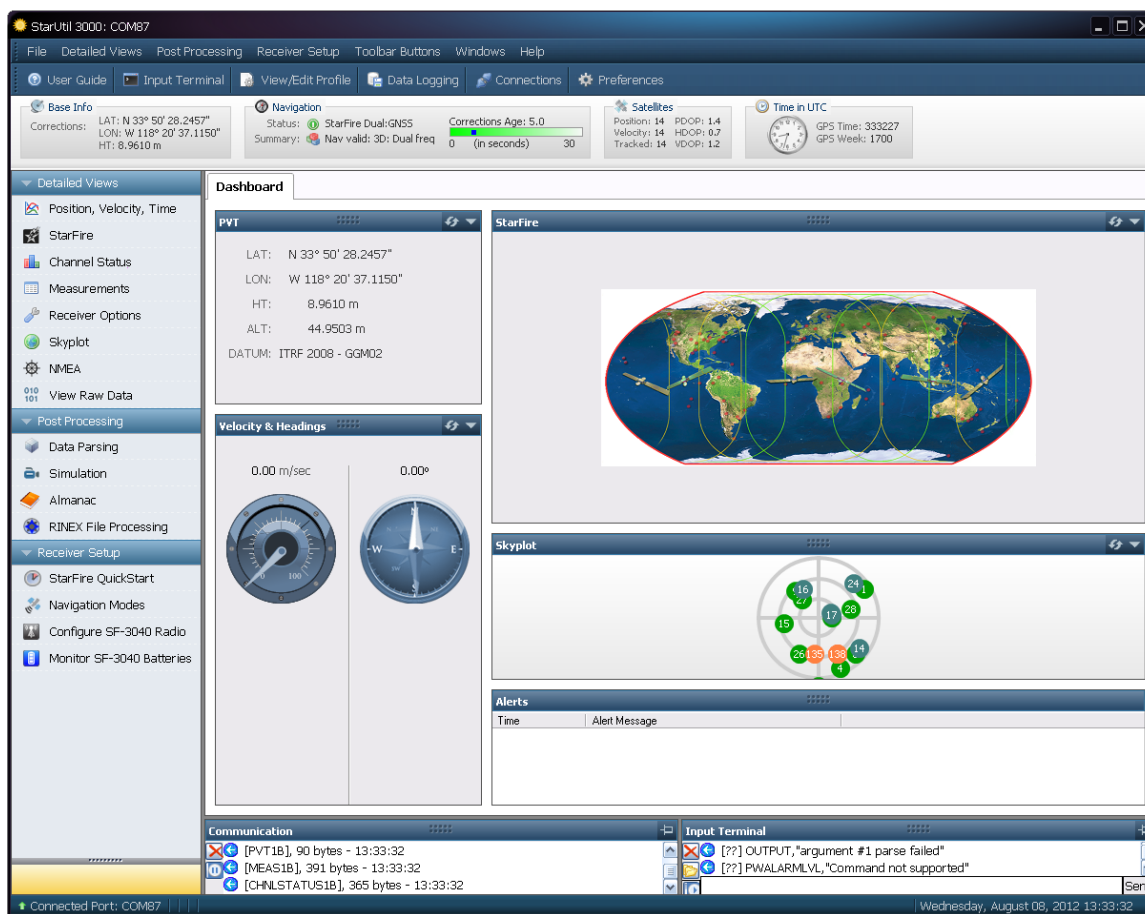 StarUtil 3000: COM87
File Detailed Views Post Processing Receiver Setup Toolbar Buttons Windows Help
User Guide Input Terminal View/Edit Profile Data Logging Connections Preferences
Base Info
Corrections: LAT: N 33° 50' 28.2457"
LON: W 118° 20' 37.1150"
HT: 8.9610 m
Navigation
Status: StarFire Dual:GNSS
Summary: Nav valid: 3D: Dual freq
Corrections Age: 5.0
0 (in seconds) 30
Satellites
Position: 14 PDOP: 1.4
Velocity: 14 HDOP: 0.7
Tracked: 14 VDOP: 1.2
Time in UTC
GPS Time: 333227
GPS Week: 1700
Detailed Views
Position, Velocity, Time
StarFire
Channel Status
Measurements
Receiver Options
Skyplot
NMEA
View Raw Data
Post Processing
Data Parsing
Simulation
Almanac
RINEX File Processing
Receiver Setup
StarFire QuickStart
Navigation Modes
Configure SF-3040 Radio
Monitor SF-3040 Batteries
Dashboard
PVT
LAT: N 33° 50' 28.2457"
LON: W 118° 20' 37.1150"
HT: 8.9610 m
ALT: 44.9503 m
DATUM: ITRF 2008 - GGM02
Velocity & Headings
0.00 m/sec 0.00º
0 100
N
W E
S
StarFire
Skyplot
16 24 1
27 28
17
15
26 135 138 14
4
Alerts
Time Alert Message
Communication
[PVT1B], 90 bytes - 13:33:32
[MEAS1B], 391 bytes - 13:33:32
[CHNLSTATUS1B], 365 bytes - 13:33:32
Input Terminal
[??] OUTPUT,"argument #1 parse failed"
[??] PWALARMLVL,"Command not supported"
Sen
Connected Port: COM87
Wednesday, August 08, 2012 13:33:32